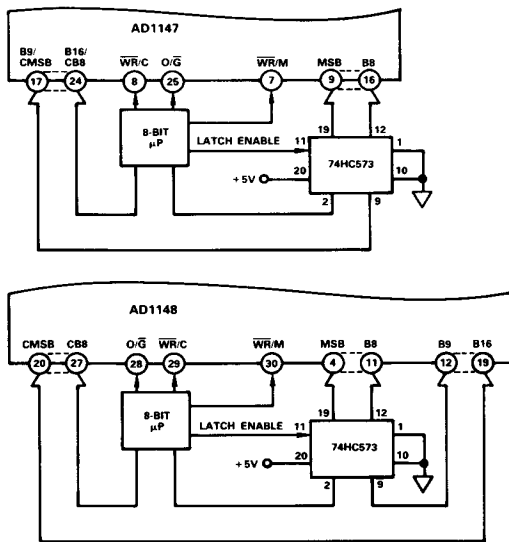 AD1147
B9/ B16/ WR/C O/G WR/M MSB B8
CMSB CB8
17 24 8 25 7 9 16
8-BIT
µP
LATCH ENABLE
19 12
11 1
74HC573
+5V 20 10
2 9
AD1148
CMSB CB8 O/G WR/C WR/M MSB B8 B9 B16
20 27 28 29 30 4 11 12 19
8-BIT
µP
LATCH ENABLE
19 12
11 1
74HC573
+5V 20 10
2 9